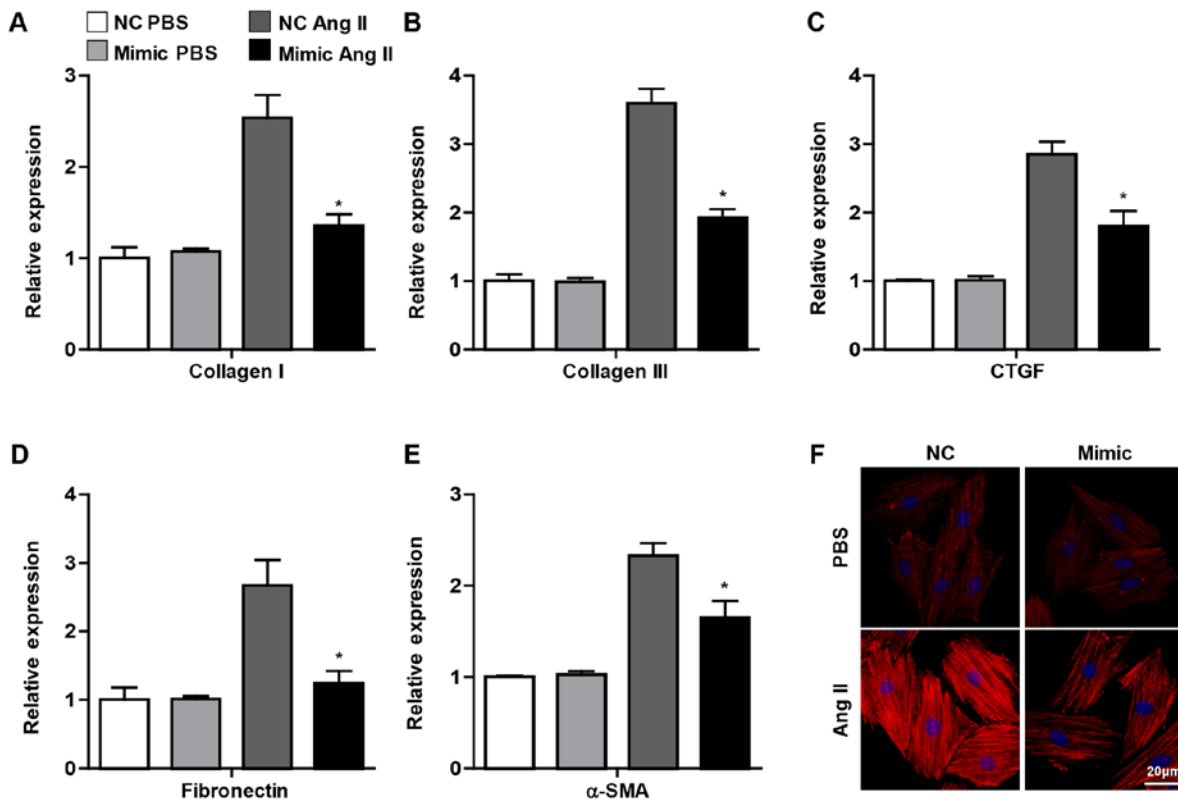 A
NC PBS
NC Ang II
Mimic PBS
Mimic Ang II
Relative expression
3
2
1
0
*
Collagen I
B
Relative expression
4
3
2
1
0
*
Collagen III
C
Relative expression
4
3
2
1
0
*
CTGF
D
Relative expression
4
3
2
1
0
*
Fibronectin
E
Relative expression
3
2
1
0
*
α-SMA
F
NC
Mimic
PBS
Ang II
20μm